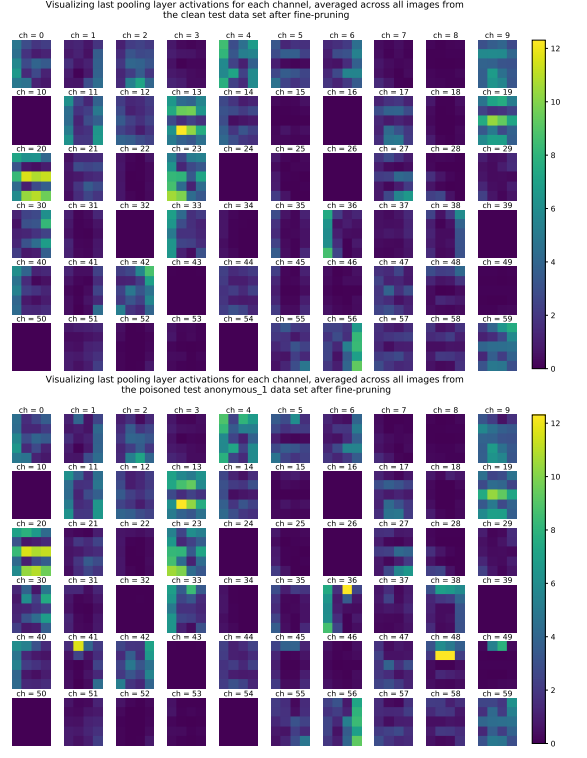 Visualizing last pooling layer activations for each channel, averaged across all images from
the clean test data set after fine-pruning
ch = 0 ch = 1 ch = 2 ch = 3 ch = 4 ch = 5 ch = 6 ch = 7 ch = 8 ch = 9
12
ch = 10 ch = 11 ch = 12 ch = 13 ch = 14 ch = 15 ch = 16 ch = 17 ch = 18 ch = 19
10
ch = 20 ch = 21 ch = 22 ch = 23 ch = 24 ch = 25 ch = 26 ch = 27 ch = 28 ch = 29
8
ch = 30 ch = 31 ch = 32 ch = 33 ch = 34 ch = 35 ch = 36 ch = 37 ch = 38 ch = 39
6
4
ch = 40 ch = 41 ch = 42 ch = 43 ch = 44 ch = 45 ch = 46 ch = 47 ch = 48 ch = 49
2
ch = 50 ch = 51 ch = 52 ch = 53 ch = 54 ch = 55 ch = 56 ch = 57 ch = 58 ch = 59
0
Visualizing last pooling layer activations for each channel, averaged across all images from
the poisoned test anonymous_1 data set after fine-pruning
ch = 0 ch = 1 ch = 2 ch = 3 ch = 4 ch = 5 ch = 6 ch = 7 ch = 8 ch = 9
12
ch = 10 ch = 11 ch = 12 ch = 13 ch = 14 ch = 15 ch = 16 ch = 17 ch = 18 ch = 19
10
ch = 20 ch = 21 ch = 22 ch = 23 ch = 24 ch = 25 ch = 26 ch = 27 ch = 28 ch = 29
8
ch = 30 ch = 31 ch = 32 ch = 33 ch = 34 ch = 35 ch = 36 ch = 37 ch = 38 ch = 39
6
4
ch = 40 ch = 41 ch = 42 ch = 43 ch = 44 ch = 45 ch = 46 ch = 47 ch = 48 ch = 49
2
ch = 50 ch = 51 ch = 52 ch = 53 ch = 54 ch = 55 ch = 56 ch = 57 ch = 58 ch = 59
0